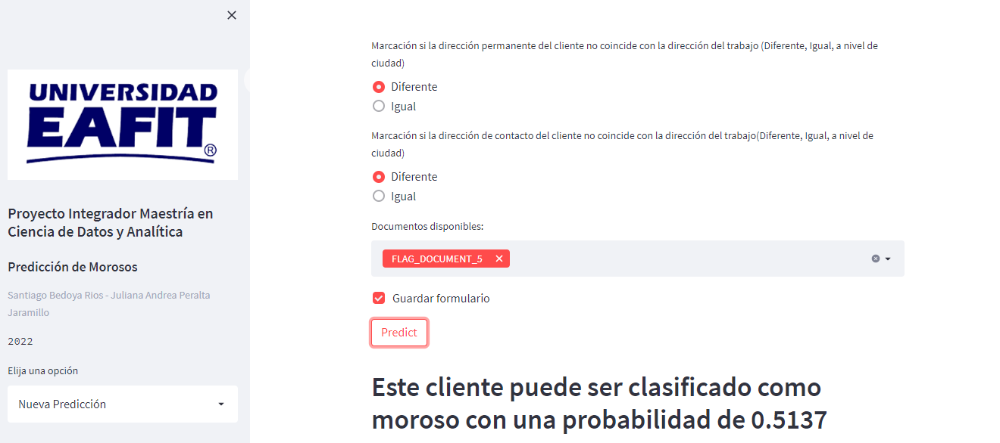 UNIVERSIDAD
EAFIT®
Proyecto Integrador Maestría en
Ciencia de Datos y Analítica
Predicción de Morosos
Santiago Bedoya Rios - Juliana Andrea Peralta
Jaramillo
2022
Elija una opción
Nueva Predicción
Marcación si la dirección permanente del cliente no coincide con la dirección del trabajo (Diferente, Igual, a nivel de
ciudad)
Diferente
Igual
Marcación si la dirección de contacto del cliente no coincide con la dirección del trabajo(Diferente, Igual, a nivel de
ciudad)
Diferente
Igual
Documentos disponibles:
FLAG_DOCUMENT_5
Guardar formulario
Predict
Este cliente puede ser clasificado como
moroso con una probabilidad de 0.5137